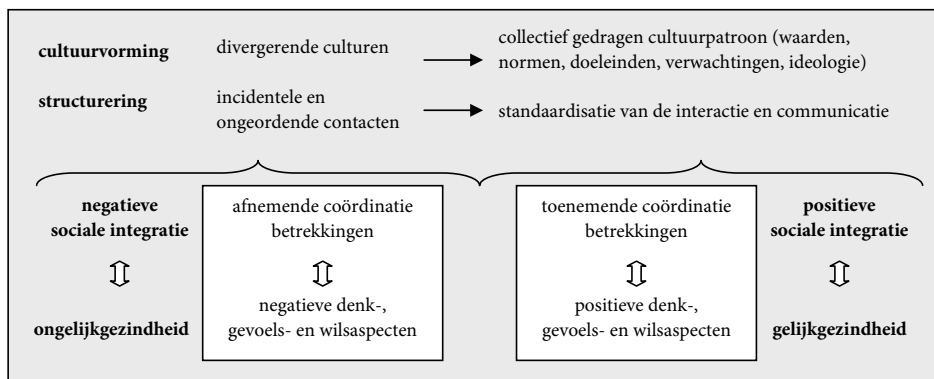 cultuurvorming
divergerende culturen
collectief gedragen cultuurpatroon (waarden,
normen, doeleinden, verwachtingen, ideologie)
structurering
incidentele en
ongeordende contacten
standaardisatie van de interactie en communicatie
negatieve
sociale integratie
afnemende coördinatie
betrekkingen
toenemende coördinatie
betrekkingen
positieve
sociale integratie
ongelijkgezindheid
negatieve denk-,
gevoels- en wilsaspecten
positieve denk-,
gevoels- en wilsaspecten
gelijkgezindheid